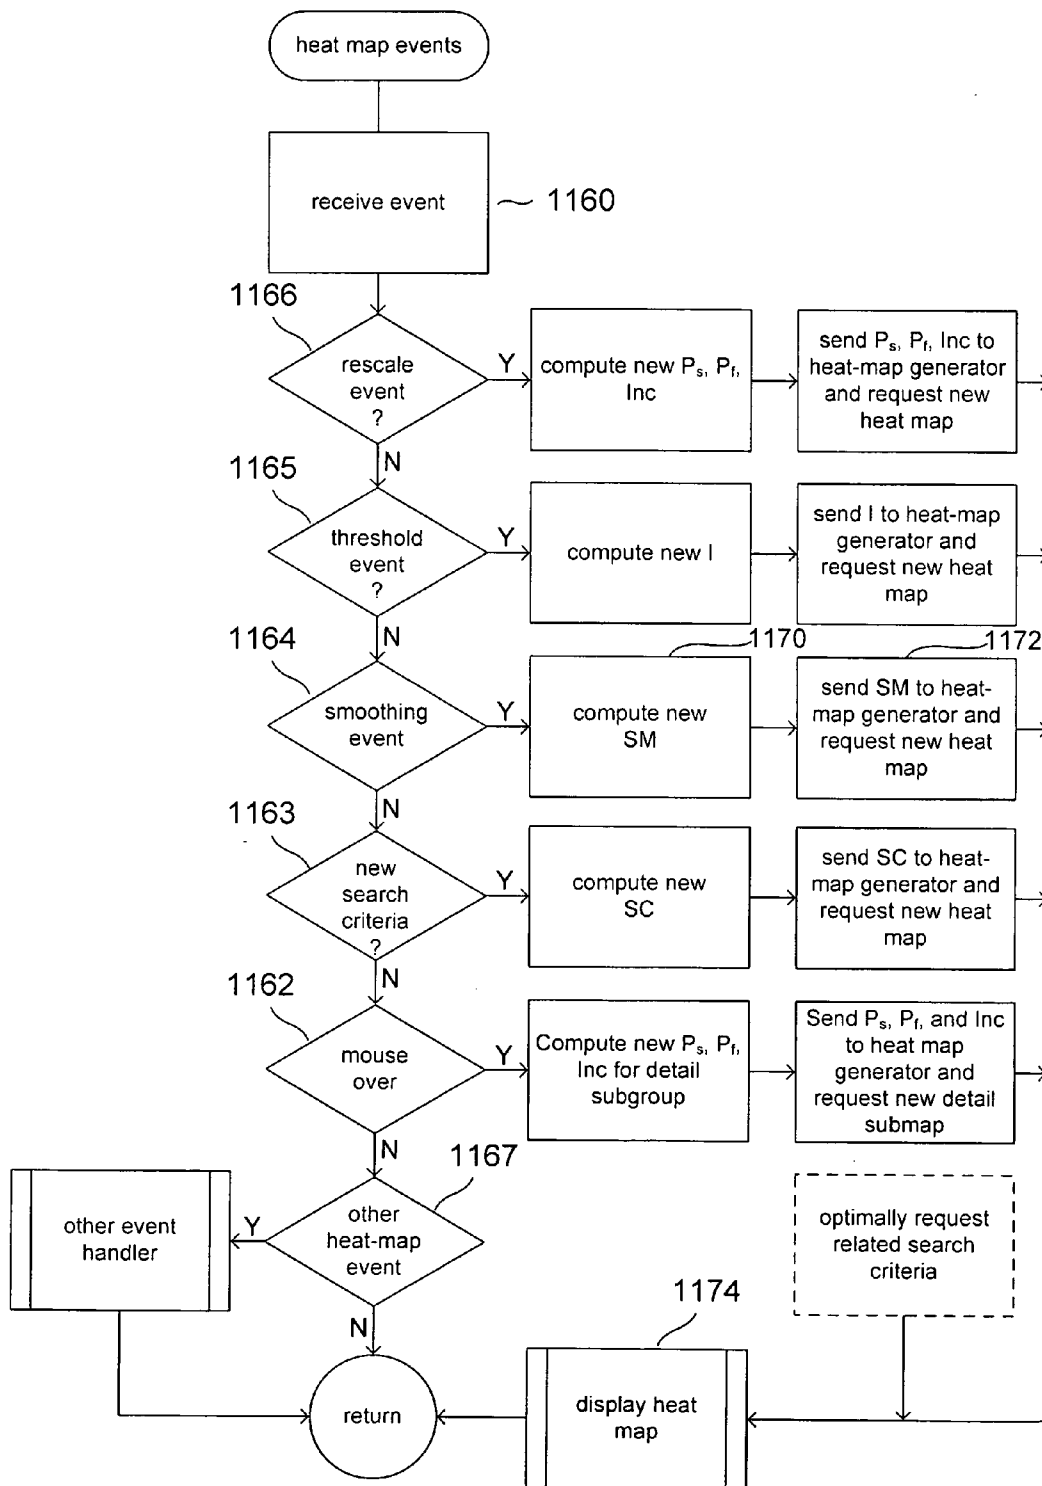 heat map events
receive event
1160
1166
rescale
event
?
Y
N
compute new Ps, Pf,
Inc
send Ps, Pf, Inc to
heat-map generator
and request new
heat map
1165
threshold
event
?
Y
N
compute new I
send I to heat-map
generator and
request new heat
map
1164
smoothing
event
Y
N
1170
compute new
SM
1172
send SM to heat-
map generator and
request new heat
map
1163
new
search
criteria
?
Y
N
compute new
SC
send SC to heat-
map generator and
request new heat
map
1162
mouse
over
Y
N
Compute new Ps, Pf,
Inc for detail
subgroup
Send Ps, Pf, and Inc
to heat map
generator and
request new detail
submap
1167
other
heat-map
event
Y
N
other event
handler
optimally request
related search
criteria
1174
display heat
map
return